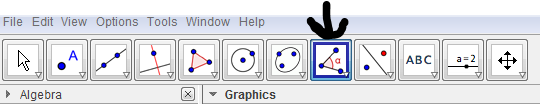 File Edit View Options Tools Window Help
A α ABC a=2
Algebra Graphics